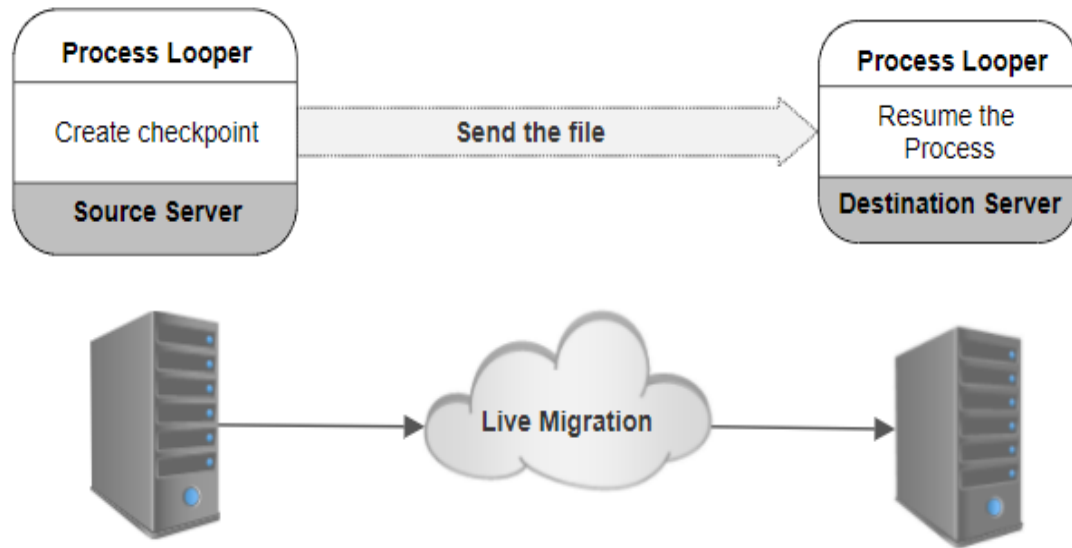 Process Looper
Create checkpoint
Source Server
Send the file
Process Looper
Resume the
Process
Destination Server
Live Migration